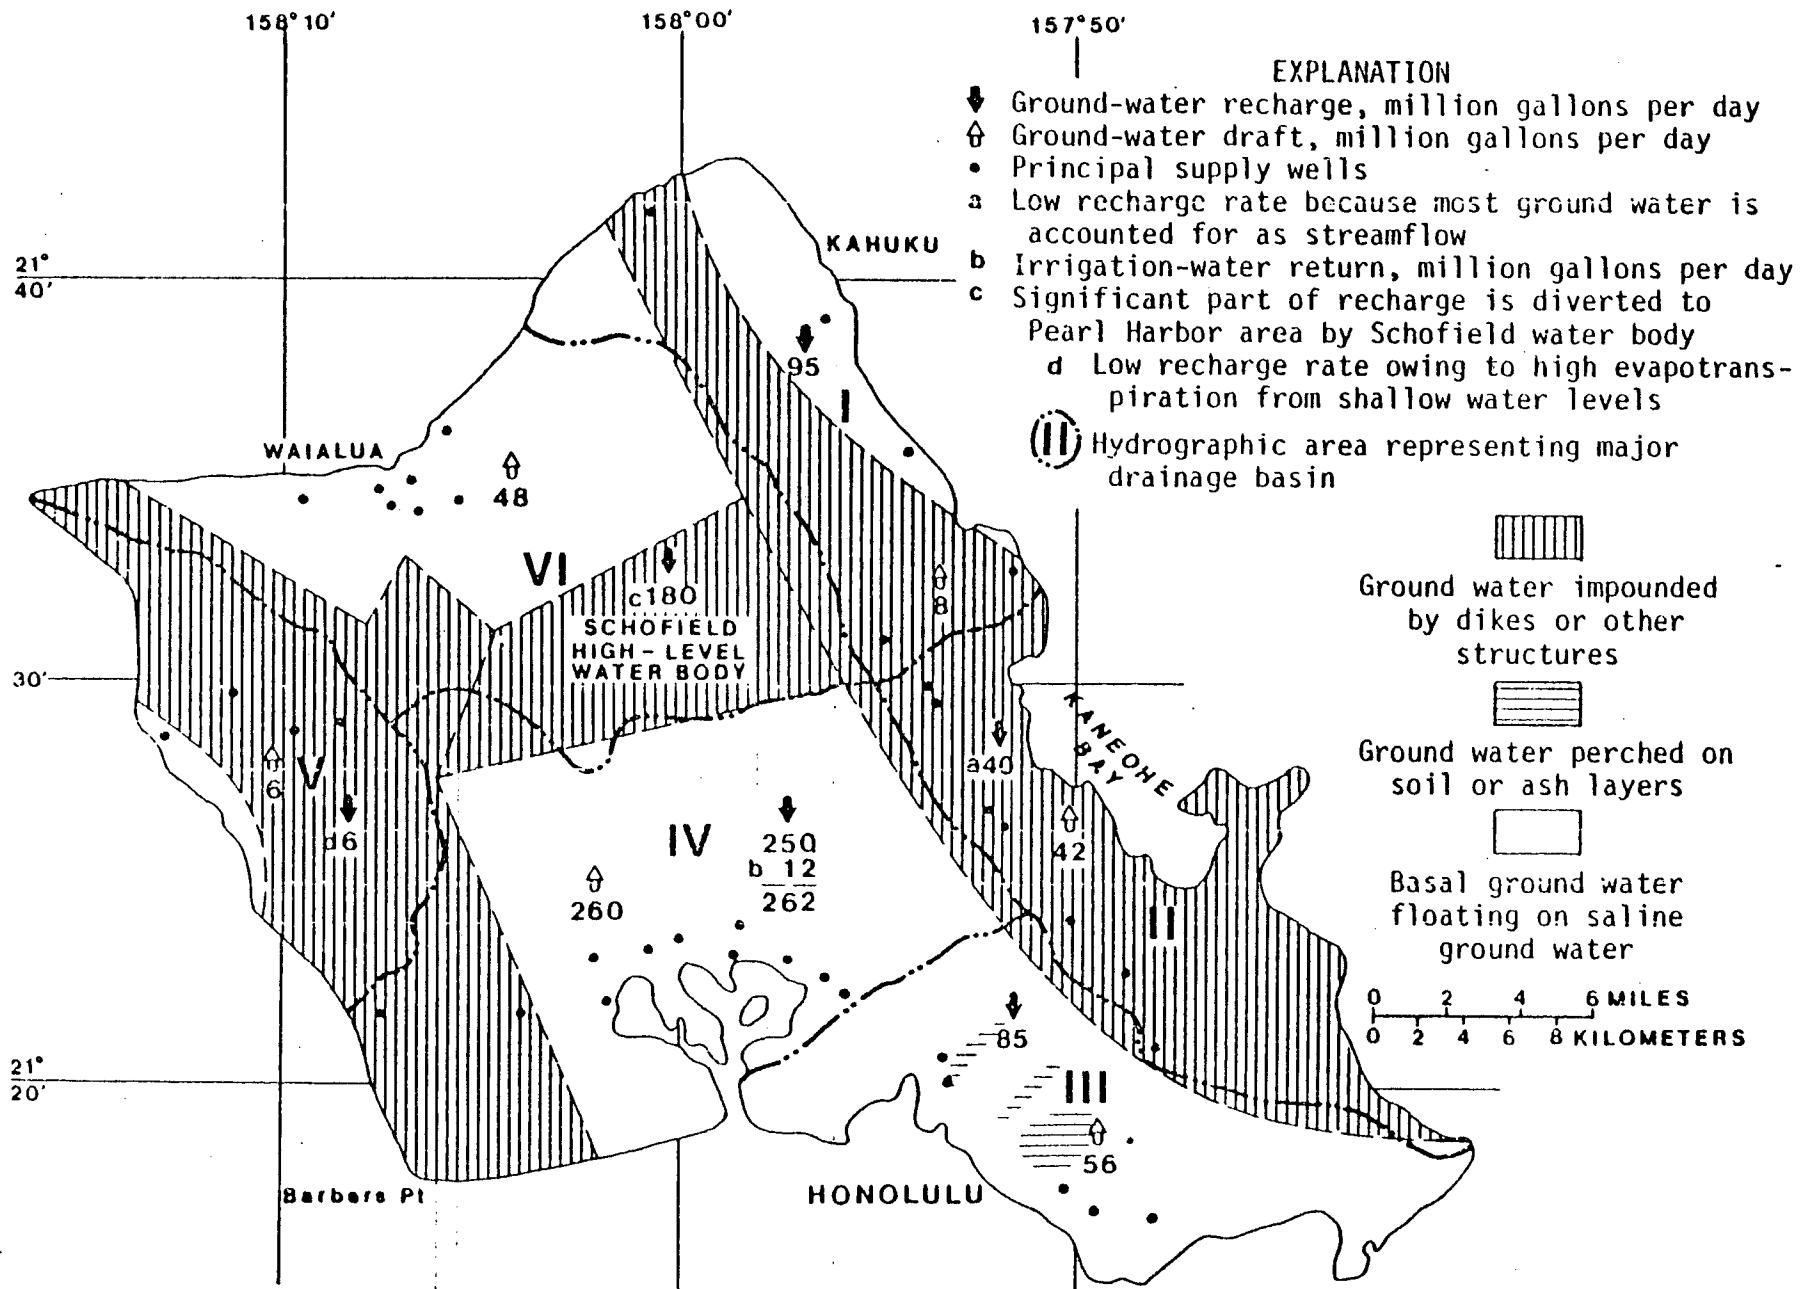 158°10'
158°00'
157°50'
EXPLANATION
Ground-water recharge, million gallons per day
Ground-water draft, million gallons per day
Principal supply wells
a Low recharge rate because most ground water is
accounted for as streamflow
b Irrigation-water return, million gallons per day
c Significant part of recharge is diverted to
Pearl Harbor area by Schofield water body
d Low recharge rate owing to high evapotrans-
piration from shallow water levels
II Hydrographic area representing major
drainage basin
Ground water impounded
by dikes or other
structures
Ground water perched on
soil or ash layers
Basal ground water
floating on saline
ground water
0 2 4 6 MILES
0 2 4 6 8 KILOMETERS
21°
40'
30'
21°
20'
KAHUKU
95
I
WAIALUA
48
VI
c180
SCHOFIELD
HIGH-LEVEL
WATER BODY
8
KANEOHE
BAY
a40
42
II
V
6
d6
IV
250
b 12
262
260
85
III
56
HONOLULU
Barbers Pt